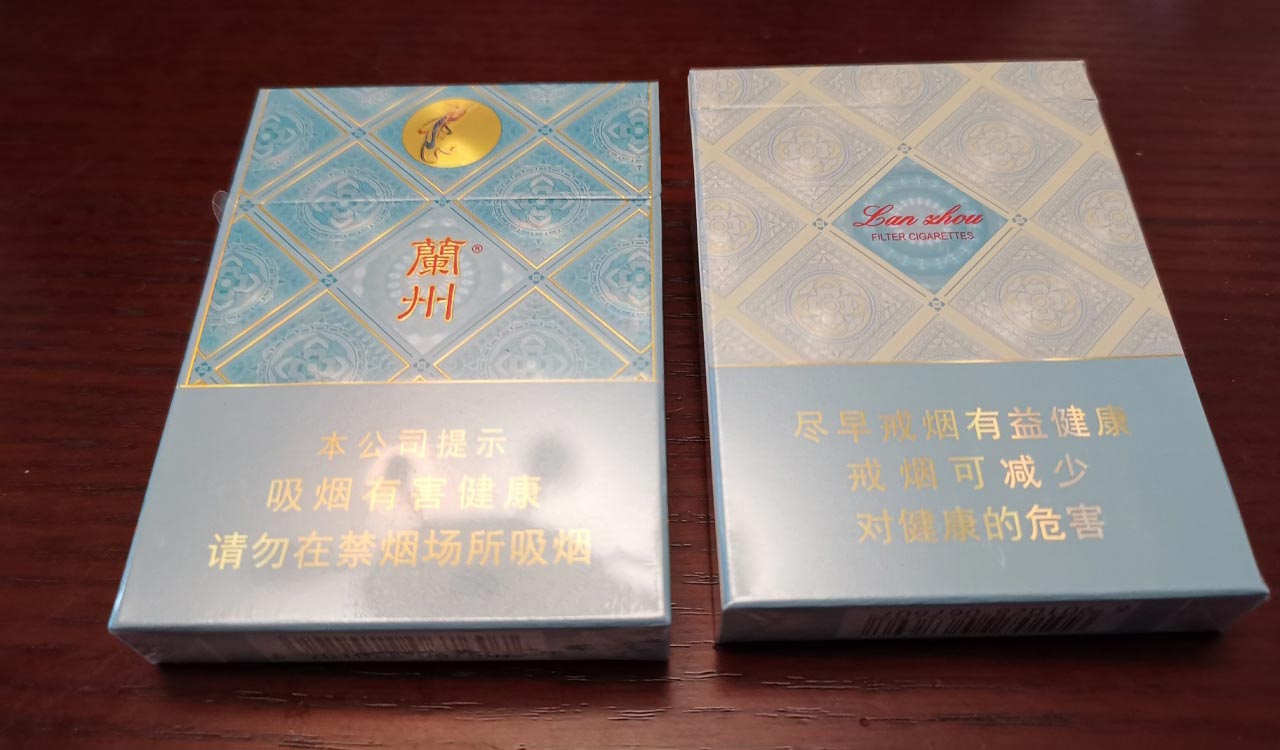 蘭
州®
本公司提示
吸烟有害健康
请勿在禁烟场所吸烟
Lan zhou
FILTER CIGARETTES
尽早戒烟有益健康
戒烟可减少
对健康的危害